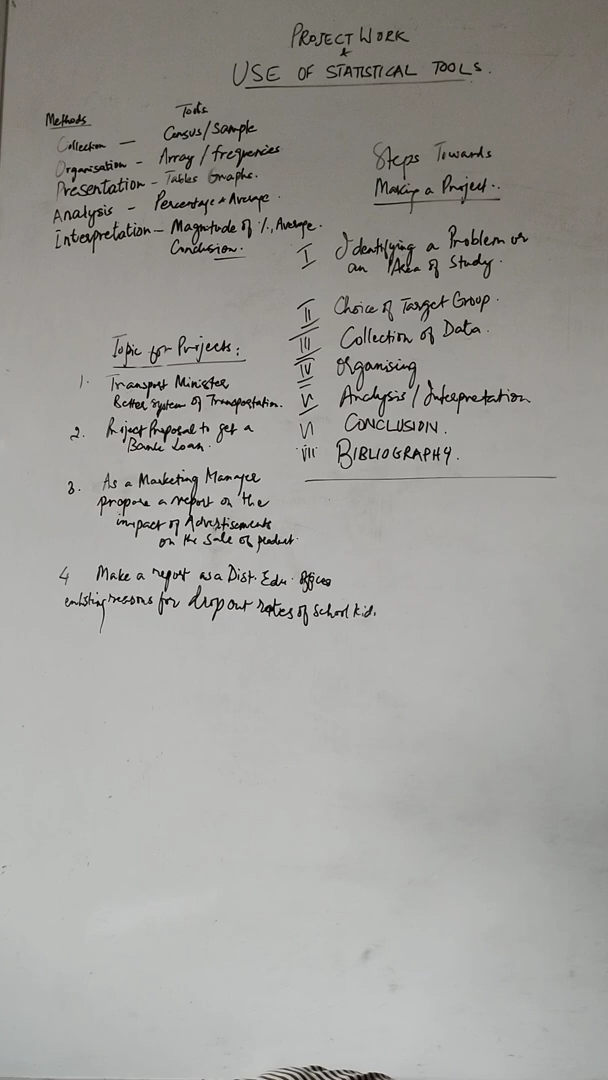 PROJECT WORK
&
USE OF STATISTICAL TOOLS.
Methods Tools
Collection — Census/Sample
Organisation - Array / frequencies
Presentation - Tables Graphs.
Analysis - Percentage & Average.
Interpretation - Magnitude of %, Average.
Conclusion.
Topic for Projects:
1. Transport Minister
Better System of Transportation.
2. Project Proposal to get a
Bank Loan.
3. As a Marketing Manager
propose a report on the
impact of Advertisements
on the sale of product.
4 Make a report as a Dist. Edu. Officer
enlisting reasons for drop out rates of School kid.
Steps Towards
Making a Project:.
I Identifying a Problem or
an Area of Study.
II Choice of Target Group.
III Collection of Data.
IV Organising
V Analysis / Interpretation
VI CONCLUSION.
VII BIBLIOGRAPHY.